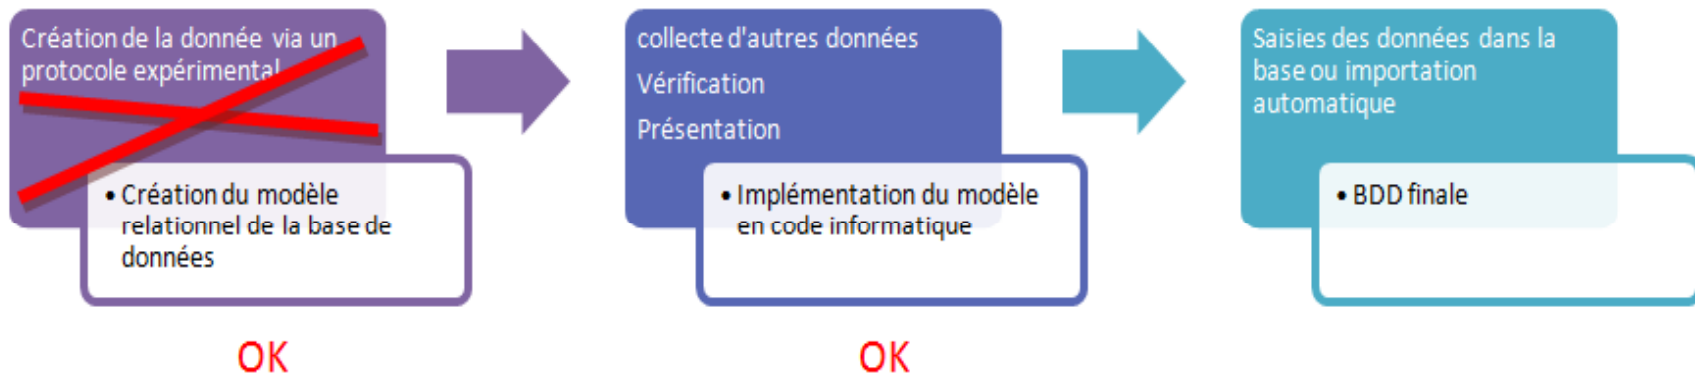 Création de la donnée via un
protocole expérimental
• Création du modèle
relationnel de la base de
données
OK
collecte d'autres données
Vérification
Présentation
• Implémentation du modèle
en code informatique
OK
Saisies des données dans la
base ou importation
automatique
• BDD finale